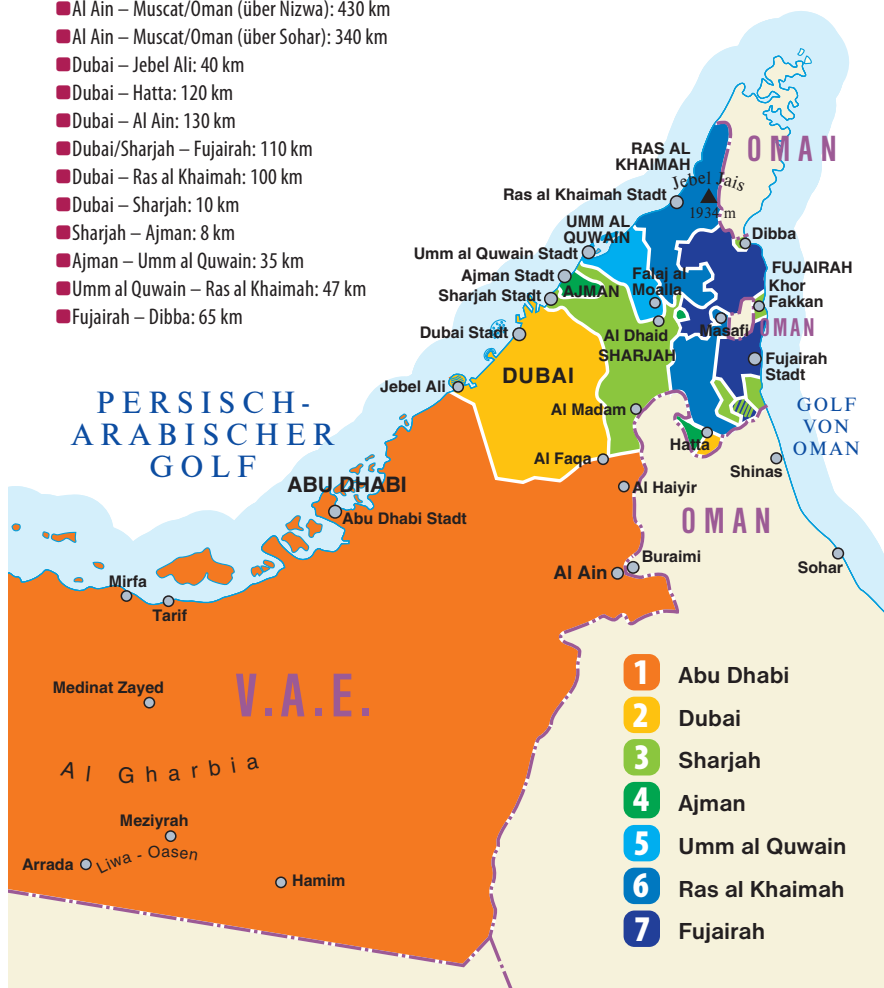 ■Al Ain – Muscat/Oman (über Nizwa): 430 km
■Al Ain – Muscat/Oman (über Sohar): 340 km
■Dubai – Jebel Ali: 40 km
■Dubai – Hatta: 120 km
■Dubai – Al Ain: 130 km
■Dubai/Sharjah – Fujairah: 110 km
■Dubai – Ras al Khaimah: 100 km
■Dubai – Sharjah: 10 km
■Sharjah – Ajman: 8 km
■Ajman – Umm al Quwain: 35 km
■Umm al Quwain – Ras al Khaimah: 47 km
■Fujairah – Dibba: 65 km
RAS AL
KHAIMAH
OMAN
Jebel Jais
1934 m
Ras al Khaimah Stadt
UMM AL
QUWAIN
Dibba
Umm al Quwain Stadt
FUJAIRAH
Ajman Stadt
AJMAN
Falaj al
Moalla
Khor
Fakkan
Sharjah Stadt
Dubai Stadt
Al Dhaid
SHARJAH
Masafi
OMAN
Fujairah
Stadt
DUBAI
Jebel Ali
PERSISCH-
ARABISCHER
GOLF
Al Madam
GOLF
VON
OMAN
Hatta
Al Faqa
Shinas
ABU DHABI
Al Haiyir
Abu Dhabi Stadt
OMAN
Buraimi
Al Ain
Sohar
Mirfa
Tarif
Medinat Zayed
V.A.E.
Al Gharbia
Meziyrah
Arrada
Liwa - Oasen
Hamim
1 Abu Dhabi
2 Dubai
3 Sharjah
4 Ajman
5 Umm al Quwain
6 Ras al Khaimah
7 Fujairah